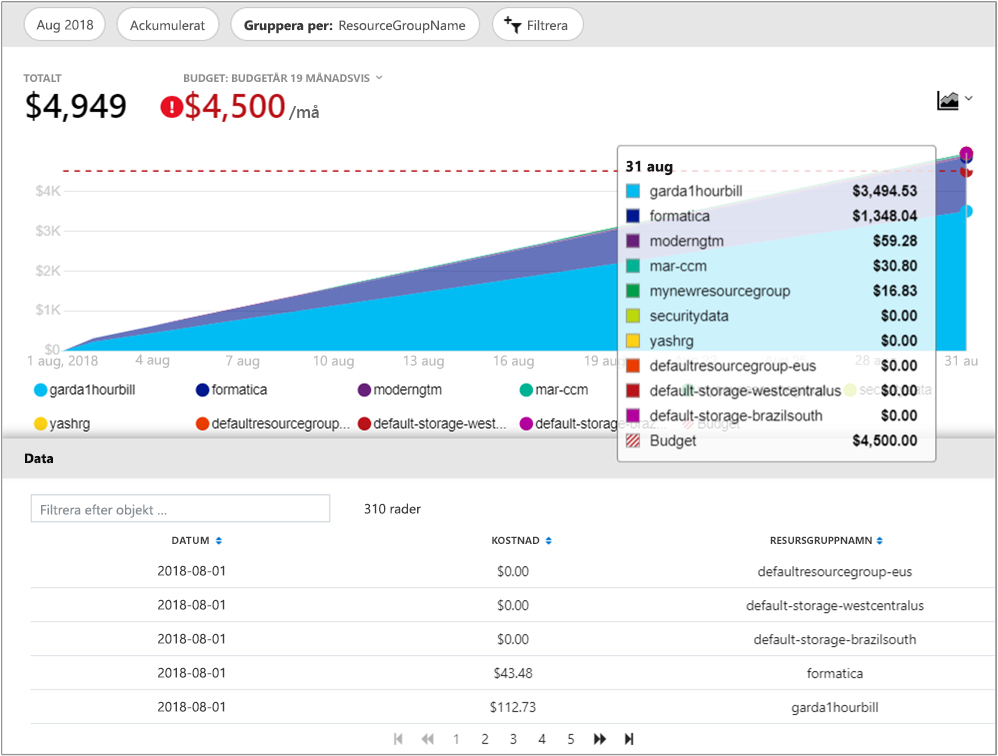 Aug 2018 Ackumulerat Gruppera per: ResourceGroupName Filtrera
TOTALT BUDGET: BUDGETÅR 19 MÅNADSVIS
$4,949 $4,500 /må
31 aug
garda1hourbill $3,494.53
formatica $1,348.04
moderngtm $59.28
mar-ccm $30.80
mynewresourcegroup $16.83
securitydata $0.00
yashrg $0.00
defaultresourcegroup-eus $0.00
default-storage-westcentralus $0.00
default-storage-brazilsouth $0.00
Budget $4,500.00
$4K
$3K
$2K
$1K
$0
1 aug, 2018 4 aug 7 aug 10 aug 13 aug 16 aug 19 aug 28 a 31 au
garda1hourbill formatica moderngtm mar-ccm
yashrg defaultresourcegroup... default-storage-west... default-storage-braz... Budget
Data
Filtrera efter objekt ... 310 rader
DATUM KOSTNAD RESURSGRUPPNAMN
2018-08-01 $0.00 defaultresourcegroup-eus
2018-08-01 $0.00 default-storage-westcentralus
2018-08-01 $0.00 default-storage-brazilsouth
2018-08-01 $43.48 formatica
2018-08-01 $112.73 garda1hourbill
1 2 3 4 5